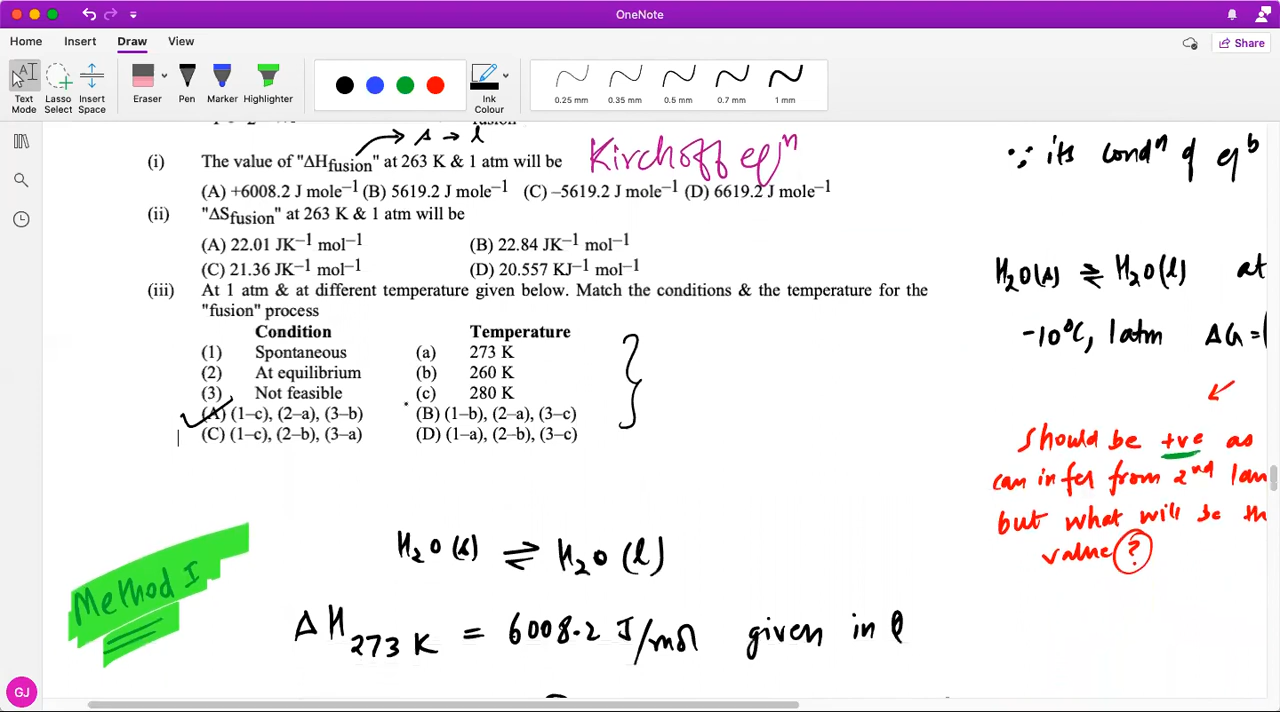 OneNote
Home Insert Draw View
Share
Text Mode
Lasso Select
Insert Space
Eraser
Pen
Marker
Highlighter
Ink Colour
0.25 mm 0.35 mm 0.5 mm 0.7 mm 1 mm
s → l
Kirchoff eqⁿ
(i) The value of "ΔHfusion" at 263 K & 1 atm will be
(A) +6008.2 J mole–1 (B) 5619.2 J mole–1 (C) –5619.2 J mole–1 (D) 6619.2 J mole–1
(ii) "ΔSfusion" at 263 K & 1 atm will be
(A) 22.01 JK–1 mol–1 (B) 22.84 JK–1 mol–1
(C) 21.36 JK–1 mol–1 (D) 20.557 KJ–1 mol–1
(iii) At 1 atm & at different temperature given below. Match the conditions & the temperature for the
"fusion" process
Condition Temperature
(1) Spontaneous (a) 273 K
(2) At equilibrium (b) 260 K
(3) Not feasible (c) 280 K
(A) (1–c), (2–a), (3–b) (B) (1–b), (2–a), (3–c)
(C) (1–c), (2–b), (3–a) (D) (1–a), (2–b), (3–c)
∵ its condⁿ of eqᵇ
H₂O(s) ⇌ H₂O(l) at
-10°C, 1atm ΔG =
should be +ve as
can infer from 2nd law
but what will be th
value ?
Method I
H₂O(s) ⇌ H₂O(l)
ΔH273 K = 6008.2 J/mol given in
GJ